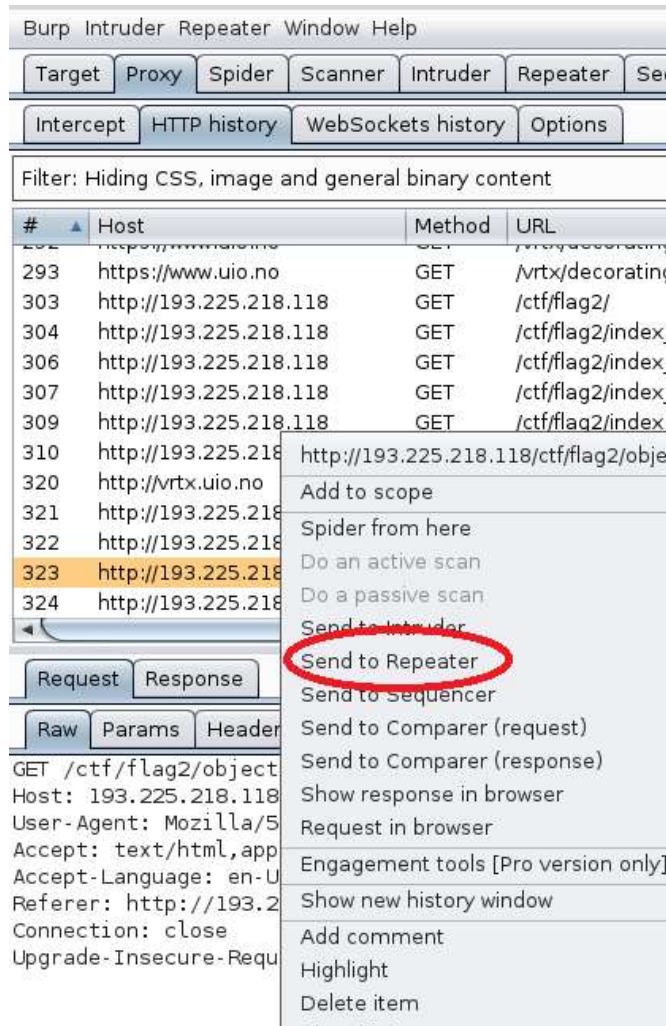 Burp Intruder Repeater Window Help
Target Proxy Spider Scanner Intruder Repeater
Intercept HTTP history WebSockets history Options
Filter: Hiding CSS, image and general binary content
# Host Method URL
293 https://www.uio.no GET /vrtx/decorating
303 http://193.225.218.118 GET /ctf/flag2/
304 http://193.225.218.118 GET /ctf/flag2/index
306 http://193.225.218.118 GET /ctf/flag2/index
307 http://193.225.218.118 GET /ctf/flag2/index
309 http://193.225.218.118 GET /ctf/flag2/index
310 http://193.225.218
320 http://vrtx.uio.no
321 http://193.225.218
322 http://193.225.218
323 http://193.225.218
324 http://193.225.218
http://193.225.218.118/ctf/flag2/obje
Add to scope
Spider from here
Do an active scan
Do a passive scan
Send to Intruder
Send to Repeater
Send to Sequencer
Send to Comparer (request)
Send to Comparer (response)
Show response in browser
Request in browser
Engagement tools [Pro version only]
Show new history window
Add comment
Highlight
Delete item
Request Response
Raw Params Header
GET /ctf/flag2/object
Host: 193.225.218.118
User-Agent: Mozilla/5
Accept: text/html,app
Accept-Language: en-U
Referer: http://193.2
Connection: close
Upgrade-Insecure-Requ